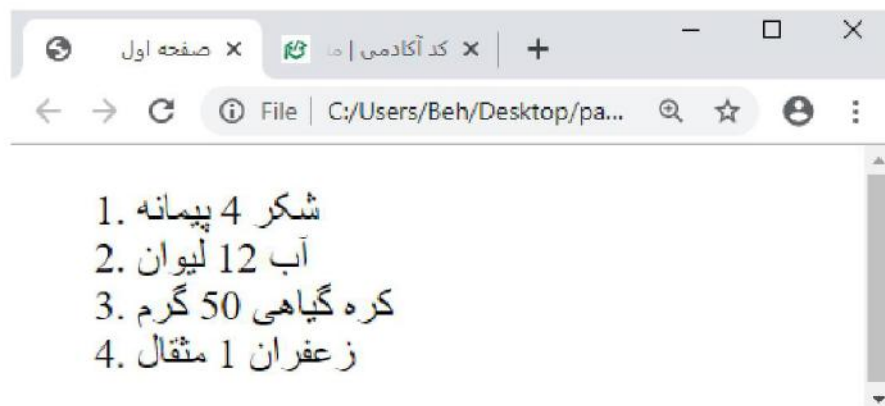 صفحه اول
کد آکادمی | ما
File | C:/Users/Beh/Desktop/pa...
1. شکر 4 پیمانه
2. آب 12 لیوان
3. کره گیاهی 50 گرم
4. زعفران 1 مثقال